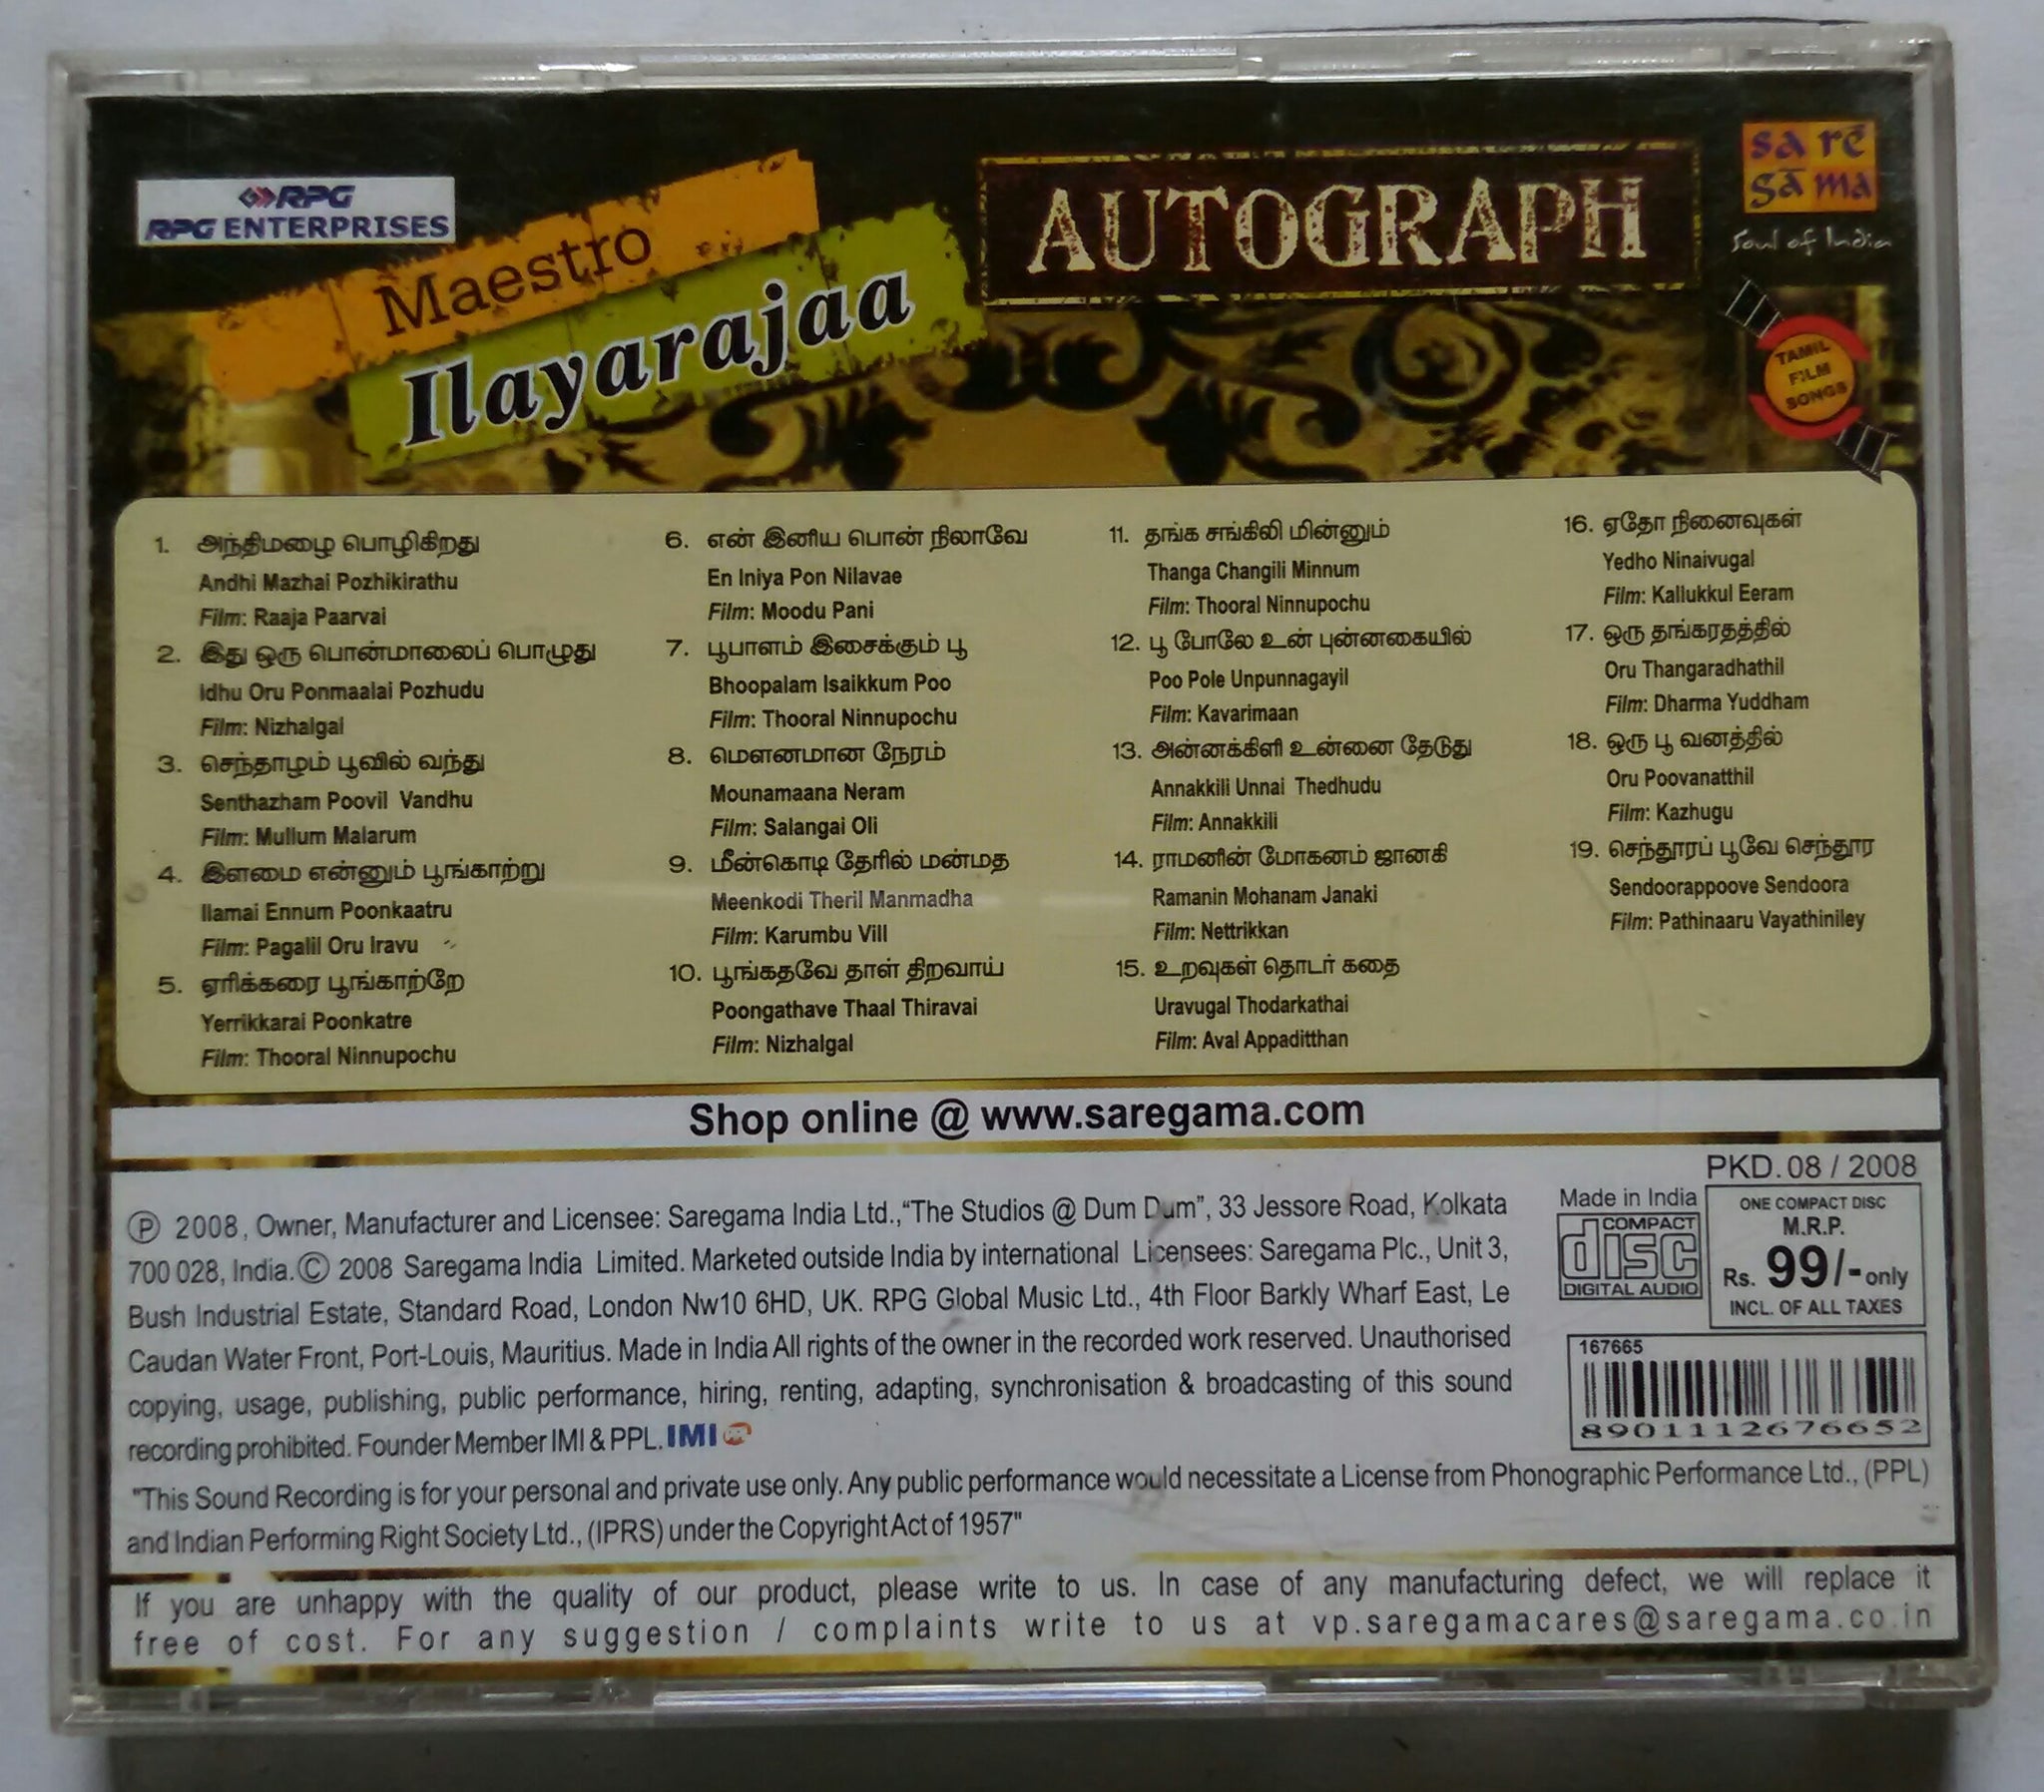 RPG
RPG ENTERPRISES
Maestro
Ilayarajaa
AUTOGRAPH
sa re
ga ma
Soul of India
TAMIL
FILM
SONGS
1. அந்திமழை பொழிகிறது
Andhi Mazhai Pozhikirathu
Film: Raaja Paarvai
2. இது ஒரு பொன்மாலைப் பொழுது
Idhu Oru Ponmaalai Pozhudu
Film: Nizhalgal
3. செந்தாழம் பூவில் வந்து
Senthazham Poovil Vandhu
Film: Mullum Malarum
4. இளமை என்னும் பூங்காற்று
Ilamai Ennum Poonkaatru
Film: Pagalil Oru Iravu
5. ஏரிக்கரை பூங்காற்றே
Yerrikkarai Poonkatre
Film: Thooral Ninnupochu
6. என் இனிய பொன் நிலாவே
En Iniya Pon Nilavae
Film: Moodu Pani
7. பூபாளம் இசைக்கும் பூ
Bhoopalam Isaikkum Poo
Film: Thooral Ninnupochu
8. மௌனமான நேரம்
Mounamaana Neram
Film: Salangai Oli
9. மீன்கொடி தேரில் மன்மத
Meenkodi Theril Manmadha
Film: Karumbu Vill
10. பூங்கதவே தாள் திறவாய்
Poongathave Thaal Thiravai
Film: Nizhalgal
11. தங்க சங்கிலி மின்னும்
Thanga Changili Minnum
Film: Thooral Ninnupochu
12. பூ போலே உன் புன்னகையில்
Poo Pole Unpunnagayil
Film: Kavarimaan
13. அன்னக்கிளி உன்னை தேடுது
Annakkili Unnai Thedhudu
Film: Annakkili
14. ராமனின் மோகனம் ஜானகி
Ramanin Mohanam Janaki
Film: Nettrikkan
15. உறவுகள் தொடர் கதை
Uravugal Thodarkathai
Film: Aval Appaditthan
16. ஏதோ நினைவுகள்
Yedho Ninaivugal
Film: Kallukkul Eeram
17. ஒரு தங்கரதத்தில்
Oru Thangaradhathil
Film: Dharma Yuddham
18. ஒரு பூ வனத்தில்
Oru Poovanatthil
Film: Kazhugu
19. செந்தூரப் பூவே செந்தூர
Sendoorappoove Sendoora
Film: Pathinaaru Vayathiniley
Shop online @ www.saregama.com
Ⓟ 2008, Owner, Manufacturer and Licensee: Saregama India Ltd.,“The Studios @ Dum Dum”, 33 Jessore Road, Kolkata
700 028, India.© 2008 Saregama India Limited. Marketed outside India by international Licensees: Saregama Plc., Unit 3,
Bush Industrial Estate, Standard Road, London Nw10 6HD, UK. RPG Global Music Ltd., 4th Floor Barkly Wharf East, Le
Caudan Water Front, Port-Louis, Mauritius. Made in India All rights of the owner in the recorded work reserved. Unauthorised
copying, usage, publishing, public performance, hiring, renting, adapting, synchronisation & broadcasting of this sound
recording prohibited. Founder Member IMI & PPL. IMI
PKD. 08 / 2008
Made in India
COMPACT
disc
DIGITAL AUDIO
ONE COMPACT DISC
M.R.P.
Rs. 99/- only
INCL. OF ALL TAXES
167665
8901112676652
"This Sound Recording is for your personal and private use only. Any public performance would necessitate a License from Phonographic Performance Ltd., (PPL)
and Indian Performing Right Society Ltd., (IPRS) under the Copyright Act of 1957"
If you are unhappy with the quality of our product, please write to us. In case of any manufacturing defect, we will replace it
free of cost. For any suggestion / complaints write to us at vp.saregamacares@saregama.co.in